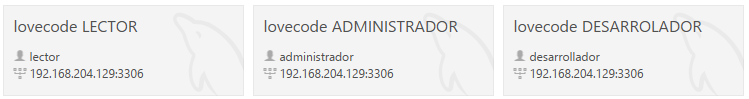 lovecode LECTOR
lector
192.168.204.129:3306
lovecode ADMINISTRADOR
administrador
192.168.204.129:3306
lovecode DESARROLADOR
desarrollador
192.168.204.129:3306